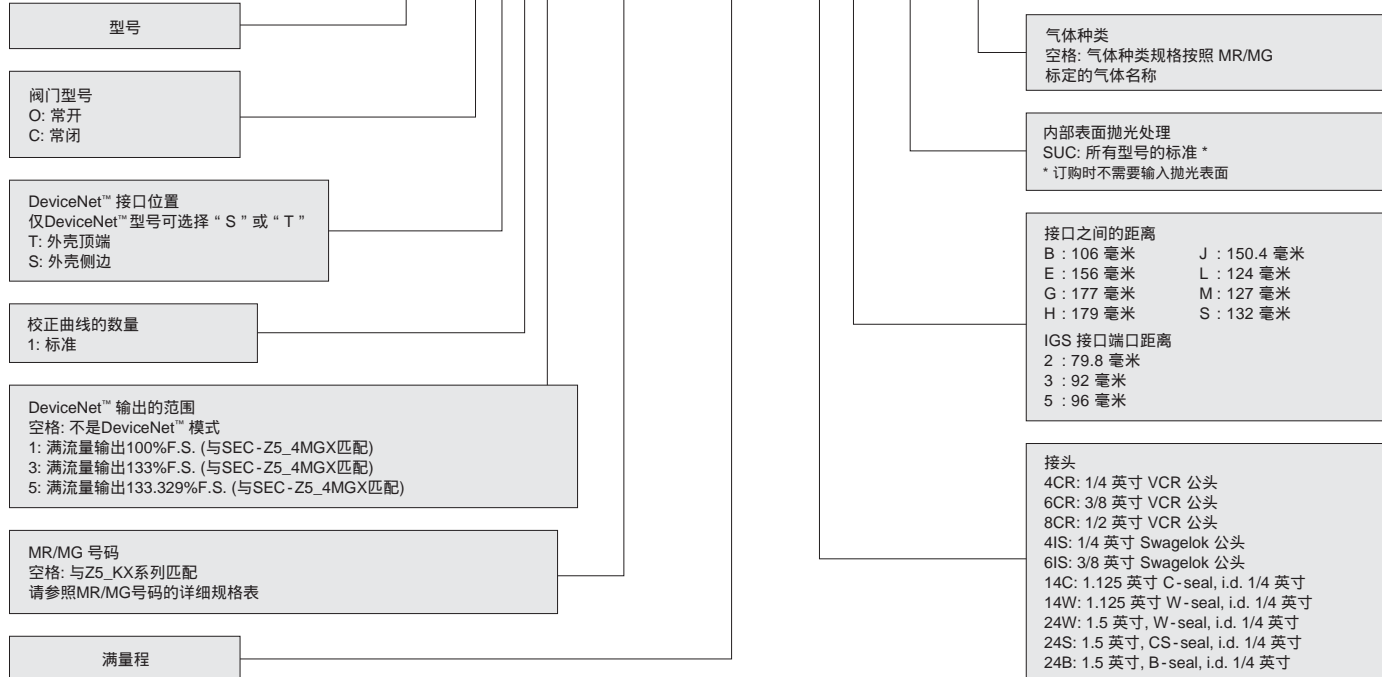 型号
阀门型号
O: 常开
C: 常闭
DeviceNet™ 接口位置
仅DeviceNet™型号可选择 “ S ” 或 “ T ”
T: 外壳顶端
S: 外壳侧边
校正曲线的数量
1: 标准
DeviceNet™ 输出的范围
空格: 不是DeviceNet™ 模式
1: 满流量输出100%F.S. (与SEC-Z5_4MGX匹配)
3: 满流量输出133%F.S. (与SEC-Z5_4MGX匹配)
5: 满流量输出133.329%F.S. (与SEC-Z5_4MGX匹配)
MR/MG 号码
空格: 与Z5_KX系列匹配
请参照MR/MG号码的详细规格表
满量程
气体种类
空格: 气体种类规格按照 MR/MG
标定的气体名称
内部表面抛光处理
SUC: 所有型号的标准 *
* 订购时不需要输入抛光表面
接口之间的距离
B : 106 毫米 J : 150.4 毫米
E : 156 毫米 L : 124 毫米
G : 177 毫米 M : 127 毫米
H : 179 毫米 S : 132 毫米
IGS 接口端口距离
2 : 79.8 毫米
3 : 92 毫米
5 : 96 毫米
接头
4CR: 1/4 英寸 VCR 公头
6CR: 3/8 英寸 VCR 公头
8CR: 1/2 英寸 VCR 公头
4IS: 1/4 英寸 Swagelok 公头
6IS: 3/8 英寸 Swagelok 公头
14C: 1.125 英寸 C-seal, i.d. 1/4 英寸
14W: 1.125 英寸 W-seal, i.d. 1/4 英寸
24W: 1.5 英寸, W-seal, i.d. 1/4 英寸
24S: 1.5 英寸, CS-seal, i.d. 1/4 英寸
24B: 1.5 英寸, B-seal, i.d. 1/4 英寸